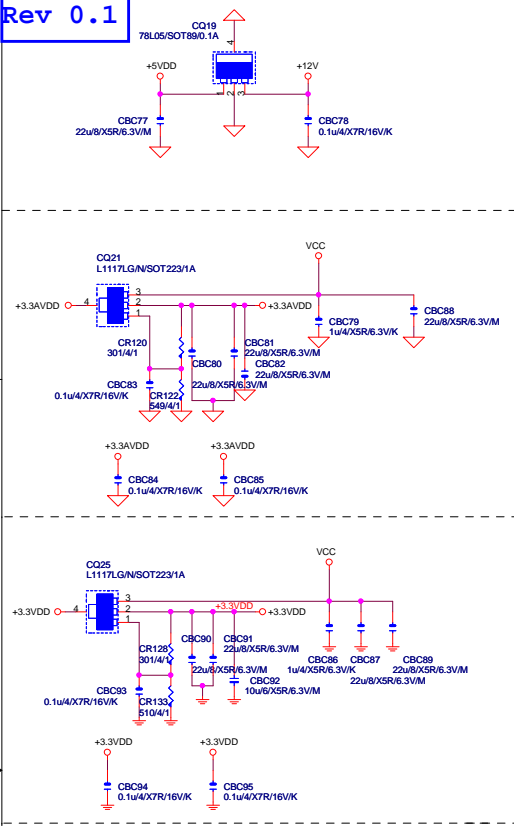 Rev 0.1
CQ19
78L05/SOT89/0.1A
4
+5VDD
+12V
1 2 3
CBC77
22u/8/X5R/6.3V/M
CBC78
0.1u/4/X7R/16V/K
CQ21
L1117LG/N/SOT223/1A
VCC
3
+3.3AVDD
4
2
+3.3AVDD
1
CBC79
1u/4/X5R/6.3V/K
CBC88
22u/8/X5R/6.3V/M
CR120
301/4/1
CBC80
22u/8/X5R/6.3V/M
CBC81
22u/8/X5R/6.3V/M
CBC82
22u/8/X5R/6.3V/M
CBC83
0.1u/4/X7R/16V/K
CR122
549/4/1
+3.3AVDD
+3.3AVDD
CBC84
0.1u/4/X7R/16V/K
CBC85
0.1u/4/X7R/16V/K
CQ25
L1117LG/N/SOT223/1A
VCC
3
+3.3VDD
4
2
+3.3VDD
+3.3VDD
1
CR128
301/4/1
CBC90
22u/8/X5R/6.3V/M
CBC91
22u/8/X5R/6.3V/M
CBC92
10u/6/X5R/6.3V/M
CBC86
1u/4/X5R/6.3V/K
CBC87
22u/8/X5R/6.3V/M
CBC89
22u/8/X5R/6.3V/M
CBC93
0.1u/4/X7R/16V/K
CR133
510/4/1
+3.3VDD
+3.3VDD
CBC94
0.1u/4/X7R/16V/K
CBC95
0.1u/4/X7R/16V/K